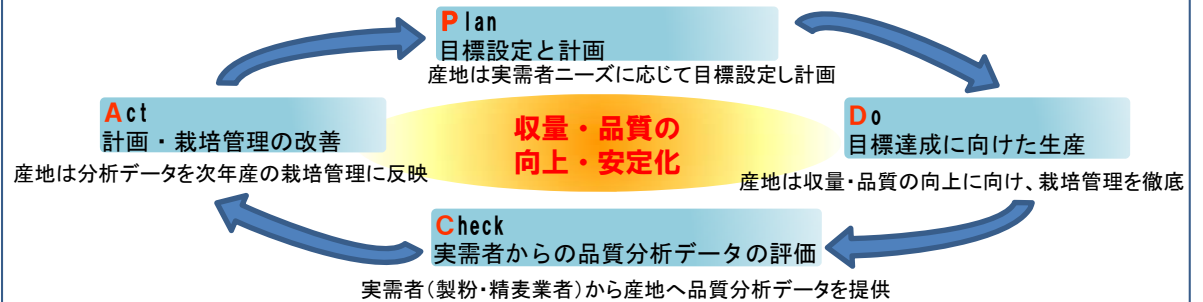 Plan
目標設定と計画
産地は実需者ニーズに応じて目標設定し計画
Act
計画・栽培管理の改善
産地は分析データを次年産の栽培管理に反映
収量・品質の
向上・安定化
Do
目標達成に向けた生産
産地は収量・品質の向上に向け、栽培管理を徹底
Check
実需者からの品質分析データの評価
実需者（製粉・精麦業者）から産地へ品質分析データを提供